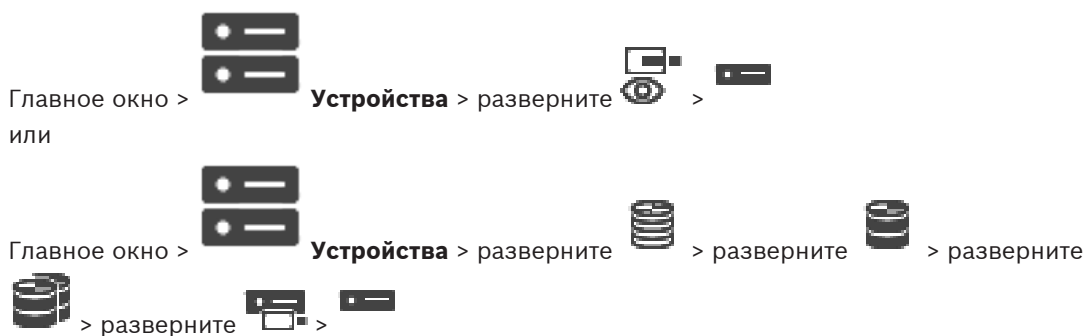 Главное окно > Устройства > разверните >
или
Главное окно > Устройства > разверните > разверните > разверните
> разверните >